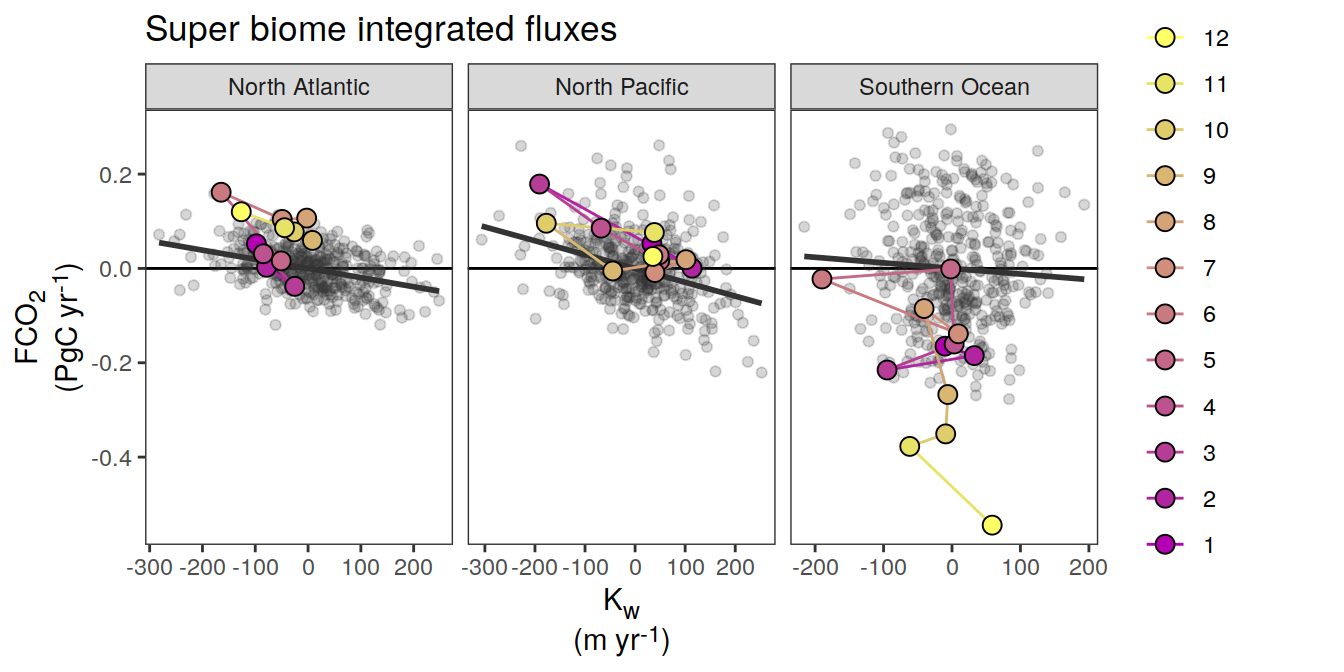 Super biome integrated fluxes
North Atlantic
North Pacific
Southern Ocean
FCO₂
(PgC yr⁻¹)
0.2
0.0
-0.2
-0.4
-300 -200 -100 0 100 200
-300 -200 -100 0 100 200
-200 -100 0 100 200
K_w
(m yr⁻¹)
12
11
10
9
8
7
6
5
4
3
2
1